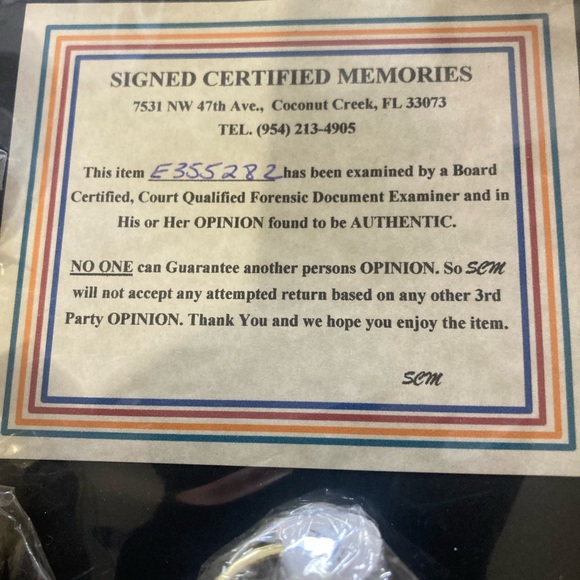 SIGNED CERTIFIED MEMORIES
7531 NW 47th Ave., Coconut Creek, FL 33073
TEL. (954) 213-4905
This item E355282 has been examined by a Board
Certified, Court Qualified Forensic Document Examiner and in
His or Her OPINION found to be AUTHENTIC.
NO ONE can Guarantee another persons OPINION. So SCM
will not accept any attempted return based on any other 3rd
Party OPINION. Thank You and we hope you enjoy the item.
SCM